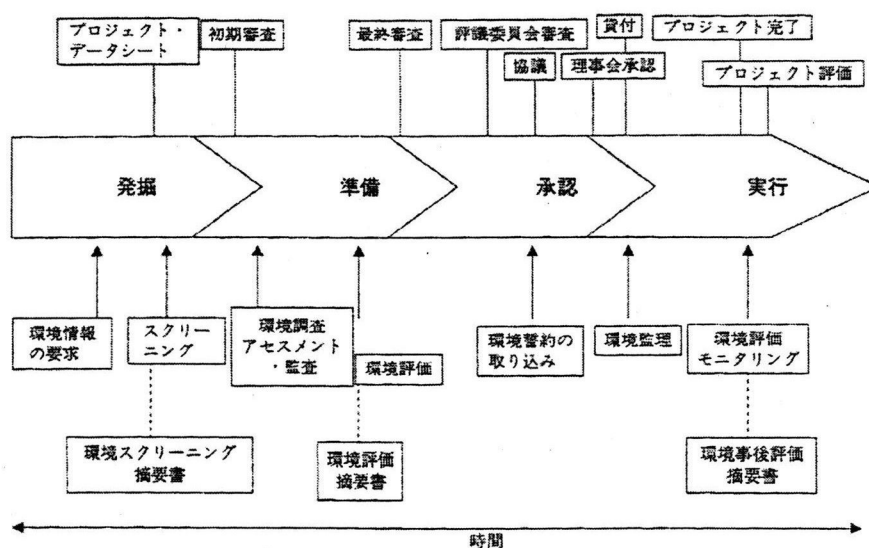 プロジェクト・
データシート
初期審査
最終審査
評議委員会審査
協議
貸付
理事会承認
プロジェクト完了
プロジェクト評価
発掘
準備
承認
実行
環境情報
の要求
スクリー
ニング
環境調査
アセスメント
・監査
環境評価
環境誓約の
取り込み
環境監理
環境評価
モニタリング
環境スクリーニング
摘要書
環境評価
摘要書
環境事後評価
摘要書
時間